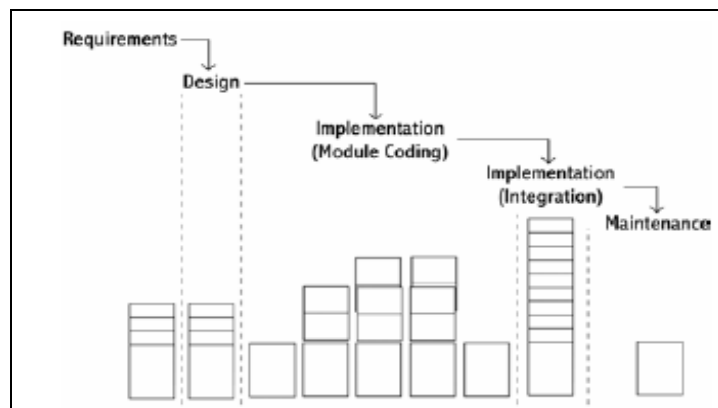 Requirements
Design
Implementation
(Module Coding)
Implementation
(Integration)
Maintenance